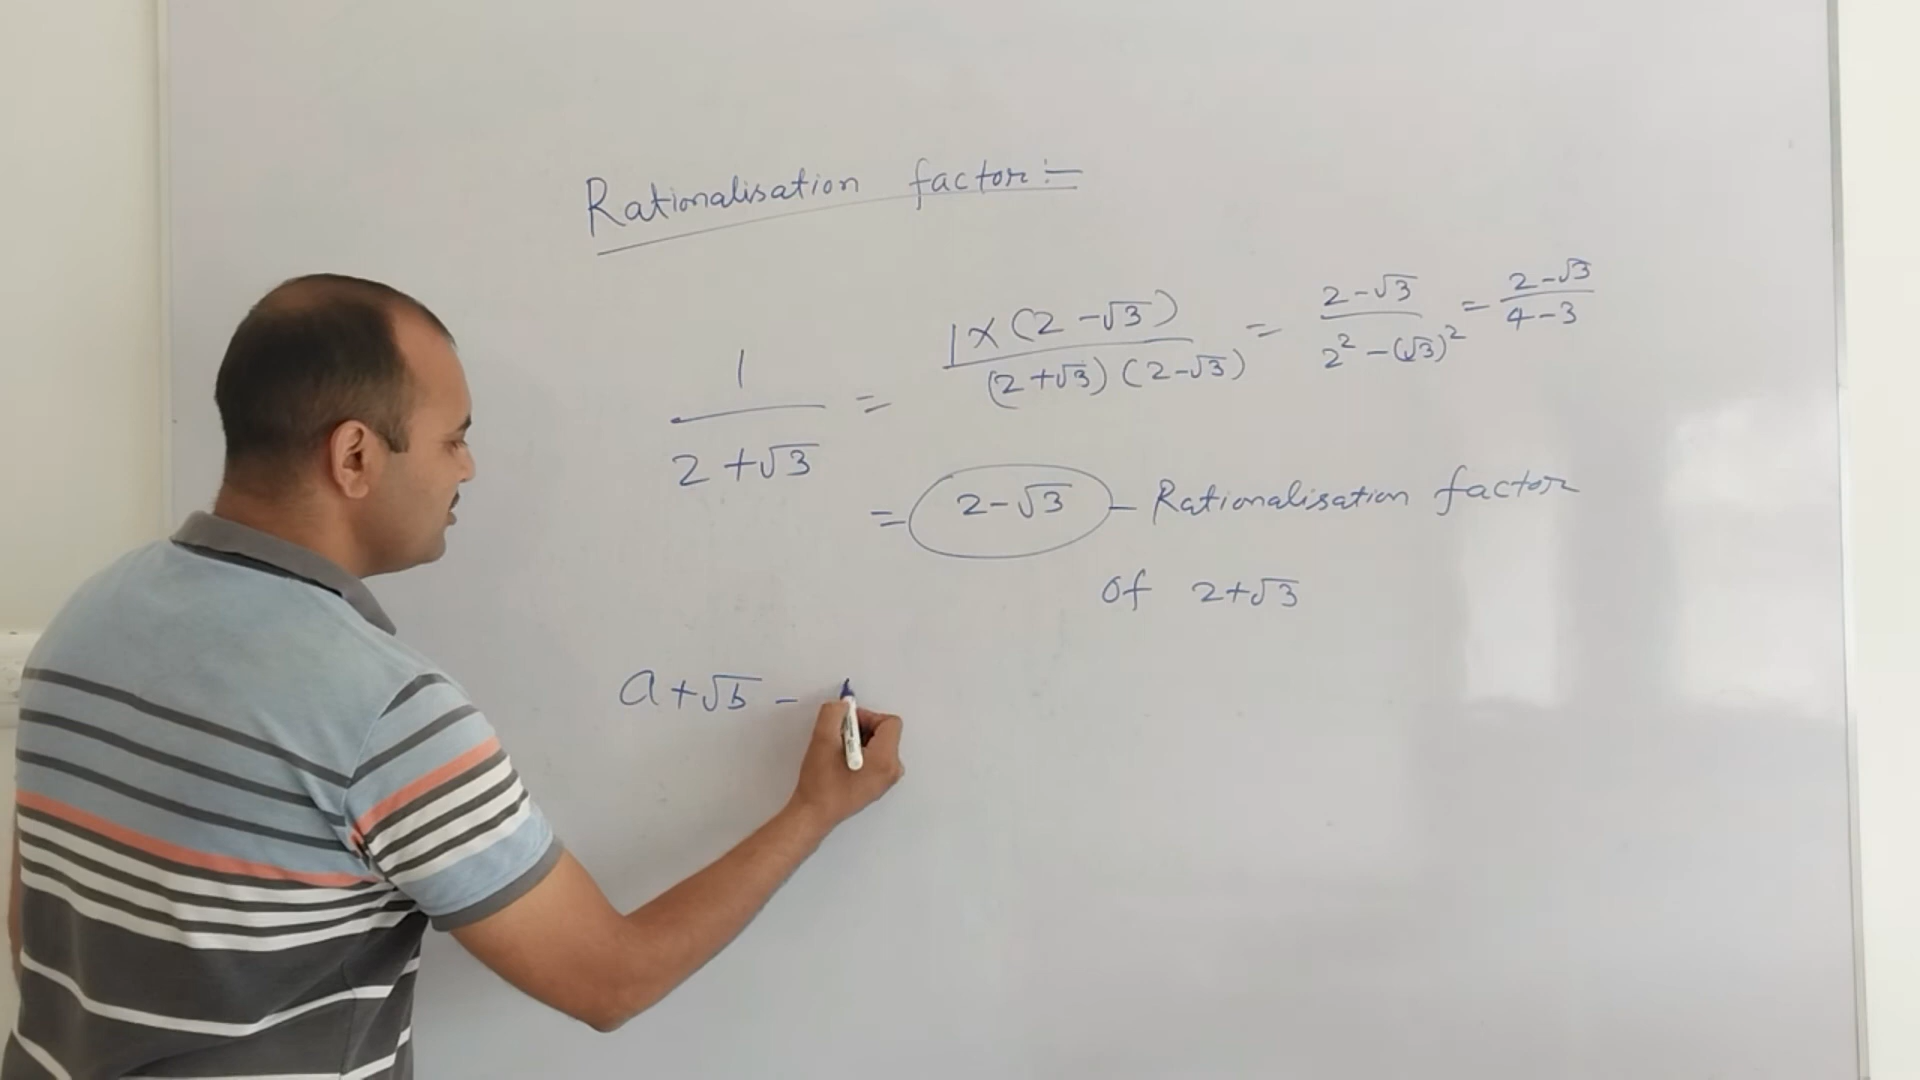 Rationalisation factor:-
1/(2+√3) = 1×(2-√3)/(2+√3)(2-√3) = 2-√3/2²-(√3)² = 2-√3/4-3
= 2-√3 - Rationalisation factor
of 2+√3
a+√b -